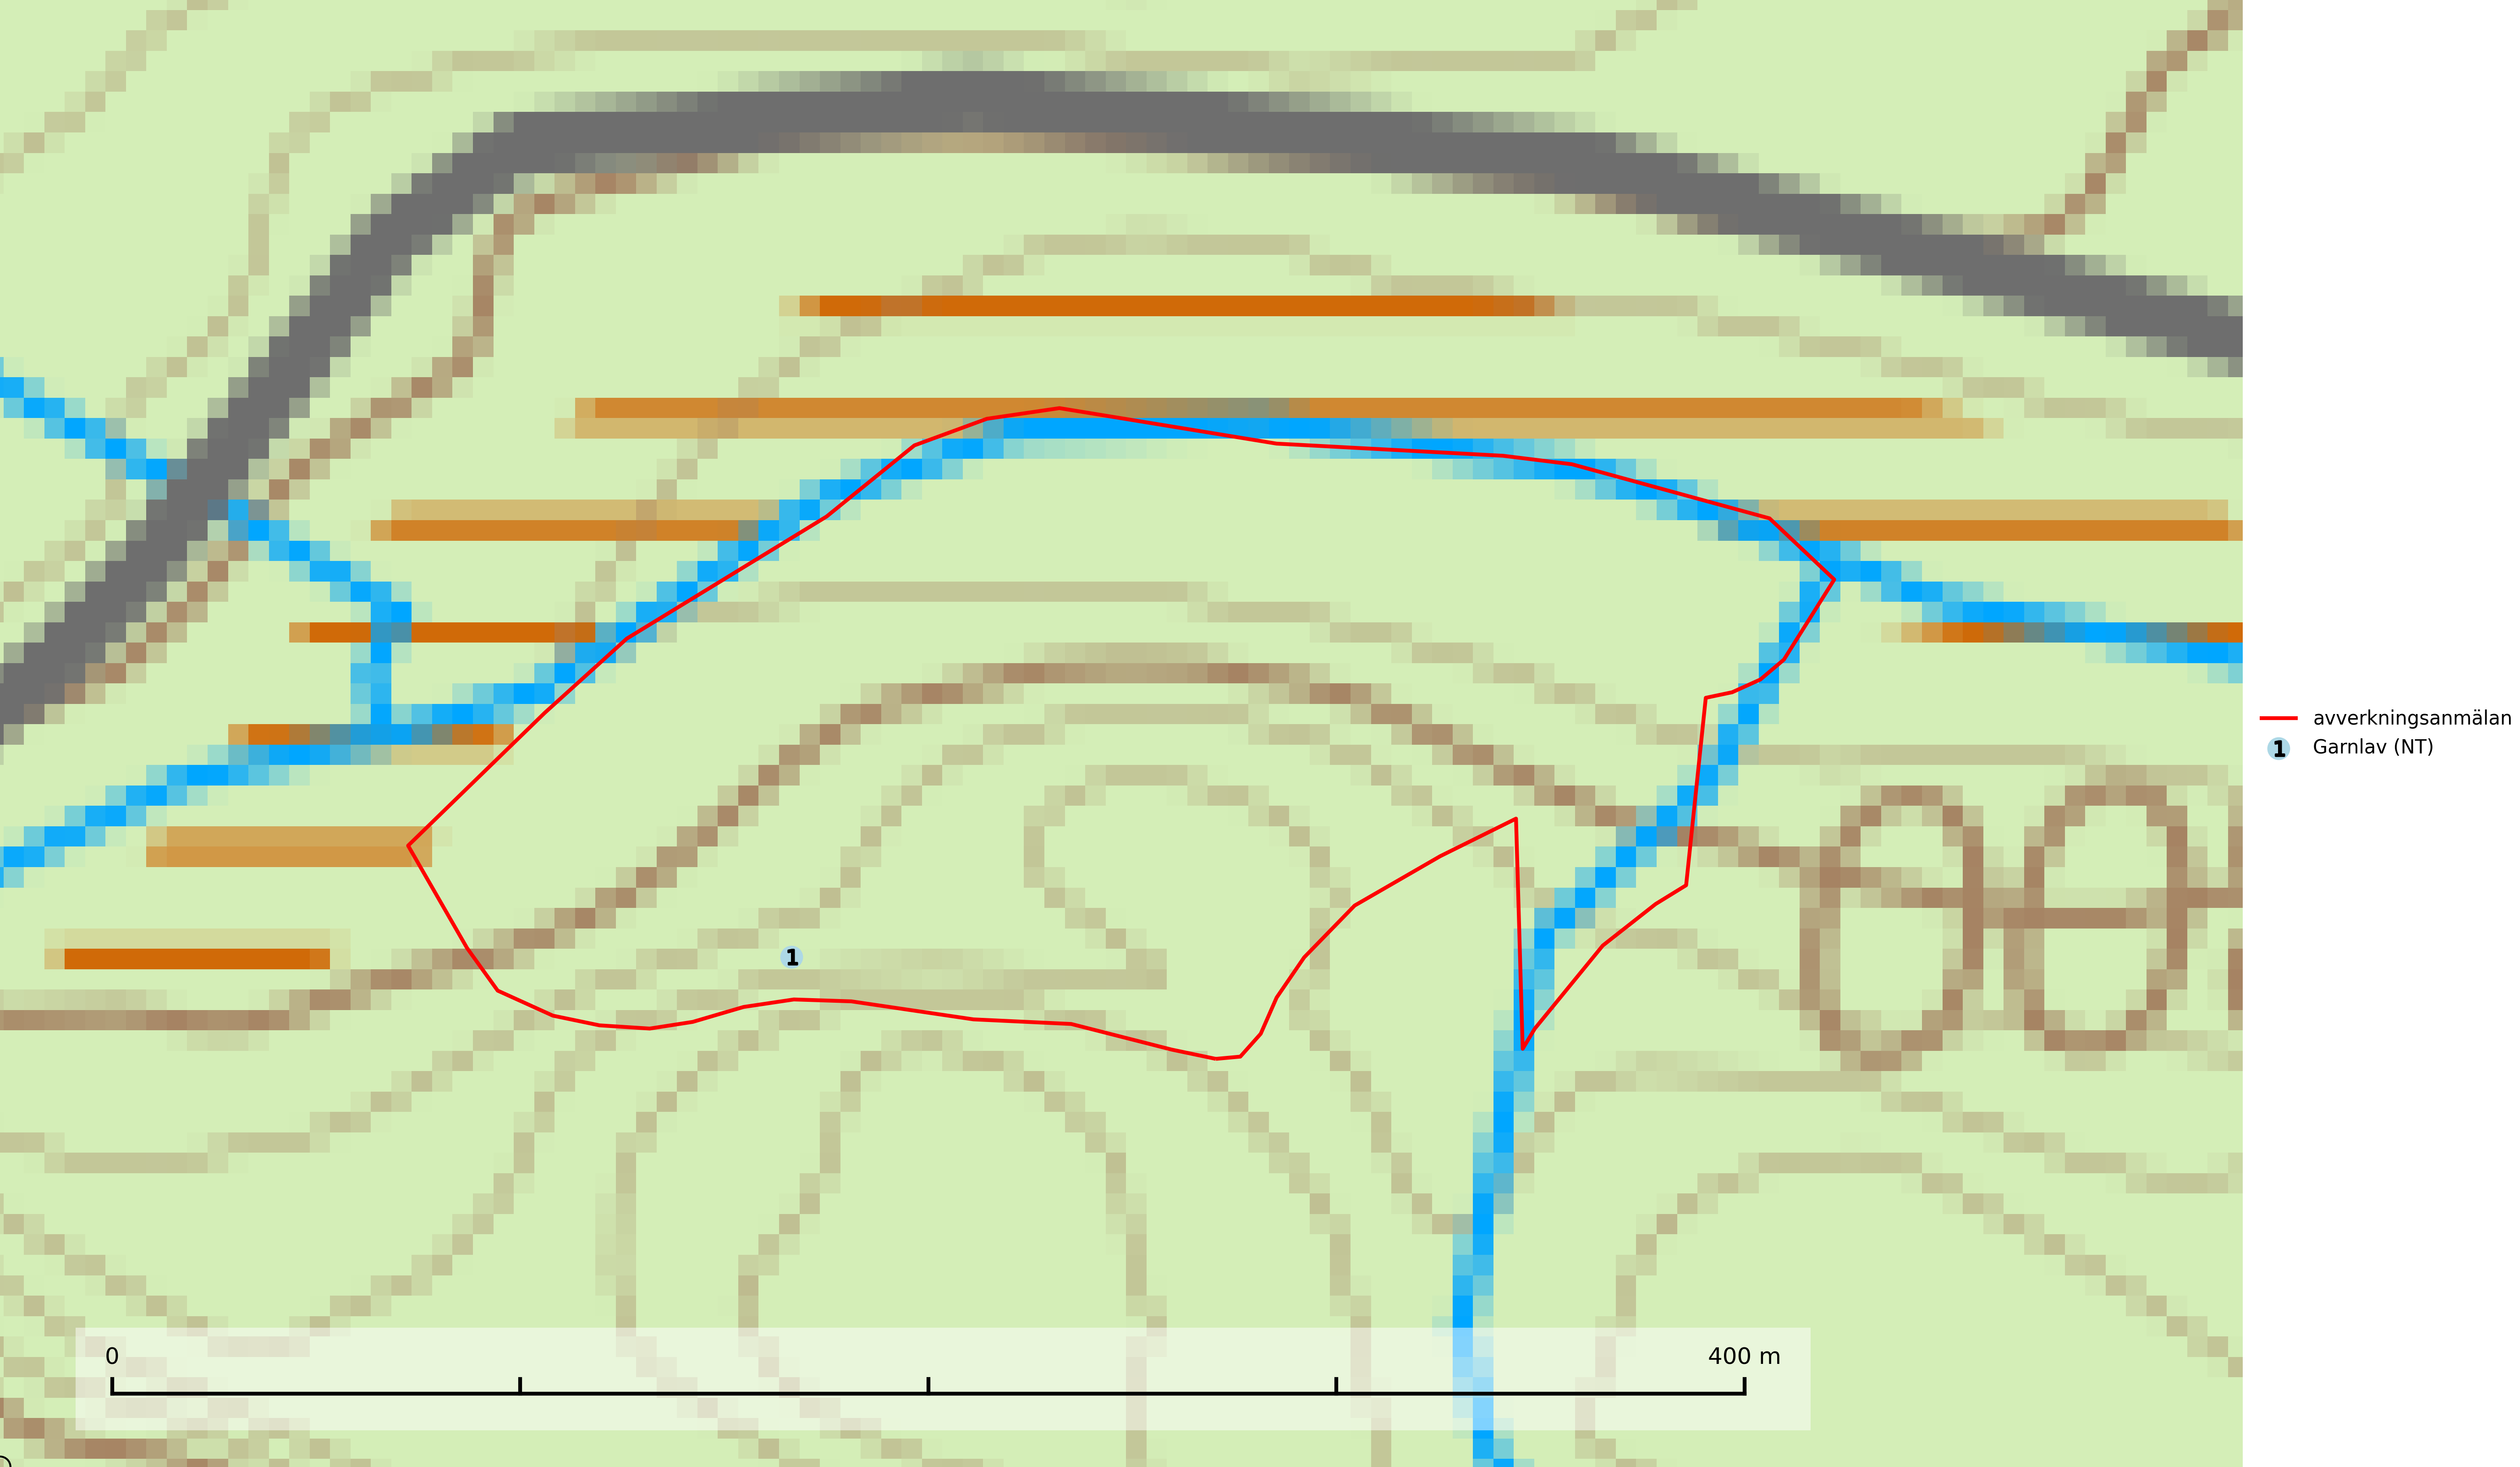 avverkningsanmälan
1 Garnlav (NT)
1
0 400 m